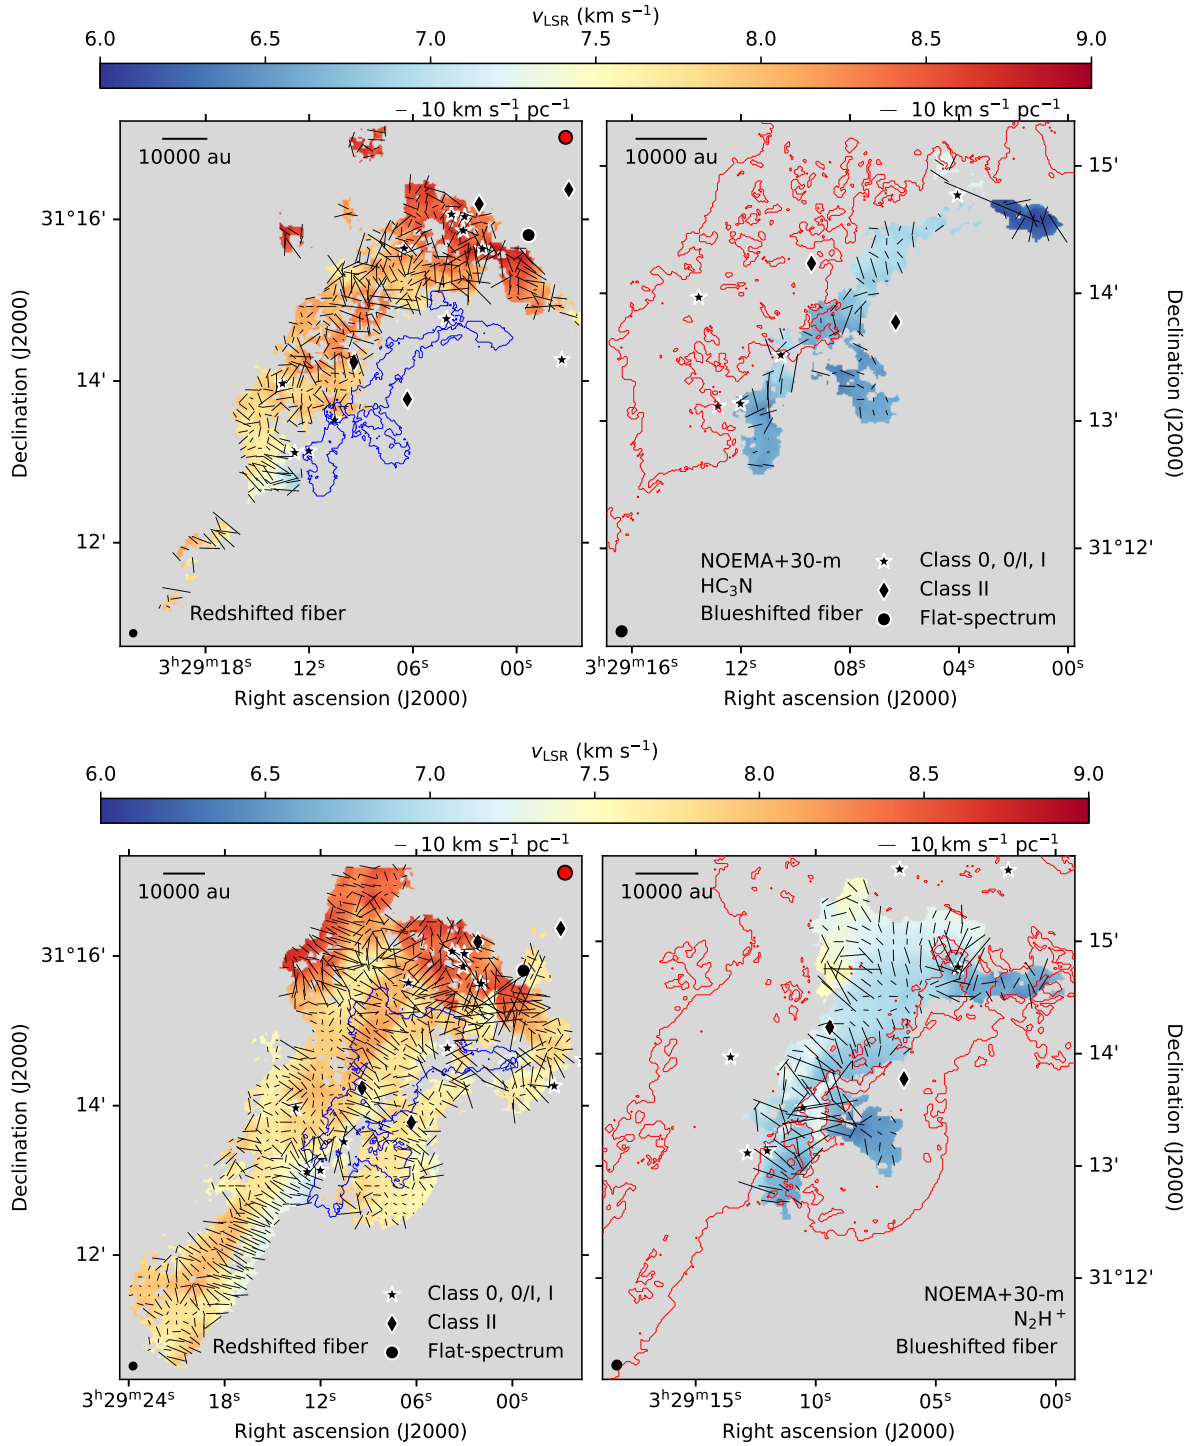 v_LSR (km s⁻¹)
6.0 6.5 7.0 7.5 8.0 8.5 9.0
10 km s⁻¹ pc⁻¹
10000 au
31°16'
14'
12'
Declination (J2000)
Redshifted fiber
3ʰ29ᵐ18ˢ 12ˢ 06ˢ 00ˢ
Right ascension (J2000)
10 km s⁻¹ pc⁻¹
10000 au
15'
14'
13'
31°12'
Declination (J2000)
NOEMA+30-m
HC₃N
Blueshifted fiber
Class 0, 0/I, I
Class II
Flat-spectrum
3ʰ29ᵐ16ˢ 12ˢ 08ˢ 04ˢ 00ˢ
Right ascension (J2000)
v_LSR (km s⁻¹)
6.0 6.5 7.0 7.5 8.0 8.5 9.0
10 km s⁻¹ pc⁻¹
10000 au
31°16'
14'
12'
Declination (J2000)
Class 0, 0/I, I
Class II
Flat-spectrum
Redshifted fiber
3ʰ29ᵐ24ˢ 18ˢ 12ˢ 06ˢ 00ˢ
Right ascension (J2000)
10 km s⁻¹ pc⁻¹
10000 au
15'
14'
13'
31°12'
Declination (J2000)
NOEMA+30-m
N₂H⁺
Blueshifted fiber
3ʰ29ᵐ15ˢ 10ˢ 05ˢ 00ˢ
Right ascension (J2000)